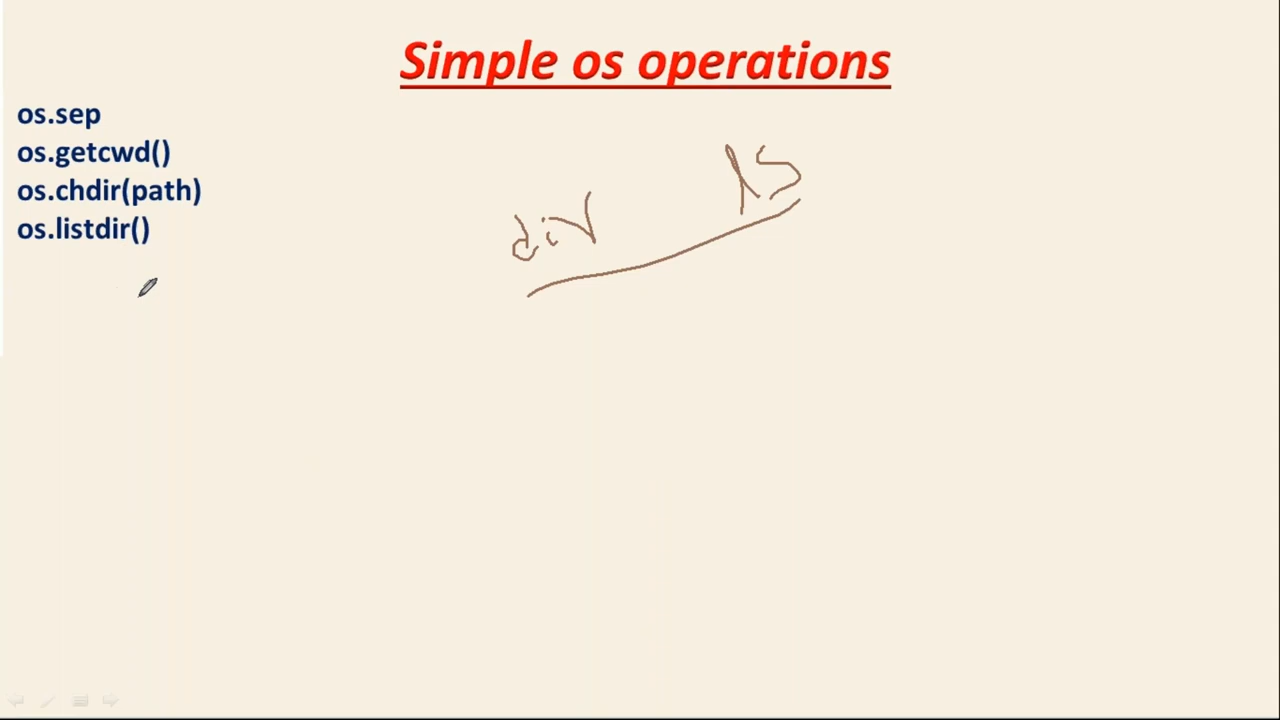 Simple os operations
os.sep
os.getcwd()
os.chdir(path)
os.listdir()
dir ls